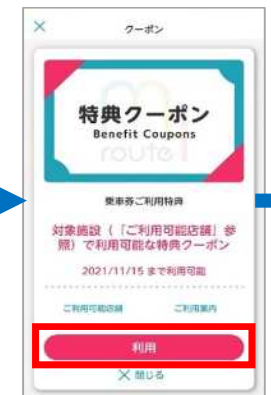 ×
クーポン
特典クーポン
Benefit Coupons
route
乗車券ご利用特典
対象施設（「ご利用可能店舗」参
照）で利用可能な特典クーポン
2021/11/15 まで利用可能
ご利用可能店舗 ご利用案内
利用
× 閉じる